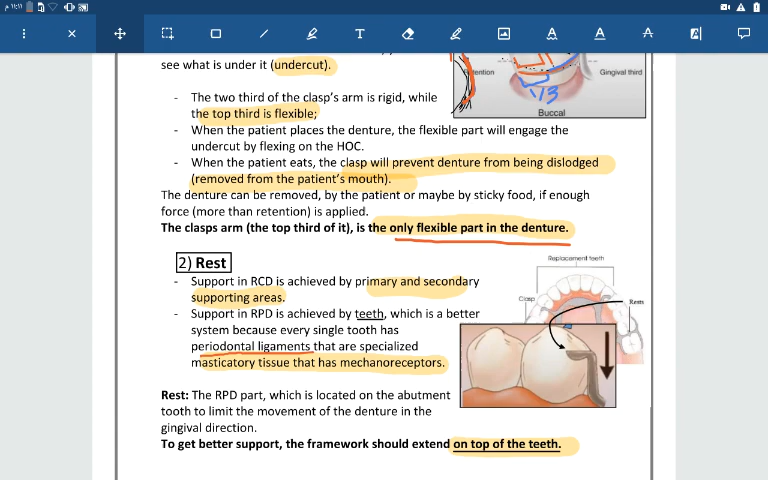 see what is under it (undercut).
- The two third of the clasp's arm is rigid, while
the top third is flexible;
- When the patient places the denture, the flexible part will engage the
undercut by flexing on the HOC.
- When the patient eats, the clasp will prevent denture from being dislodged
(removed from the patient's mouth).
The denture can be removed, by the patient or maybe by sticky food, if enough
force (more than retention) is applied.
The clasps arm (the top third of it), is the only flexible part in the denture.
Gingival third
1/3
Buccal
2) Rest
- Support in RCD is achieved by primary and secondary
supporting areas.
- Support in RPD is achieved by teeth, which is a better
system because every single tooth has
periodontal ligaments that are specialized
masticatory tissue that has mechanoreceptors.
Replacement teeth
Clasp
Rests
Rest: The RPD part, which is located on the abutment
tooth to limit the movement of the denture in the
gingival direction.
To get better support, the framework should extend on top of the teeth.